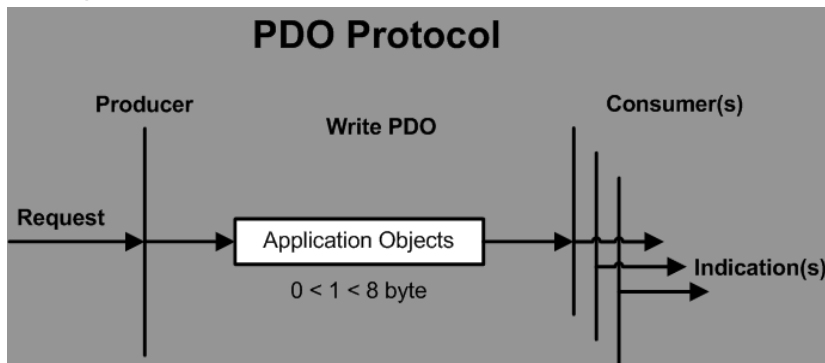 PDO Protocol
Producer
Write PDO
Consumer(s)
Request
Application Objects
Indication(s)
0 < 1 < 8 byte